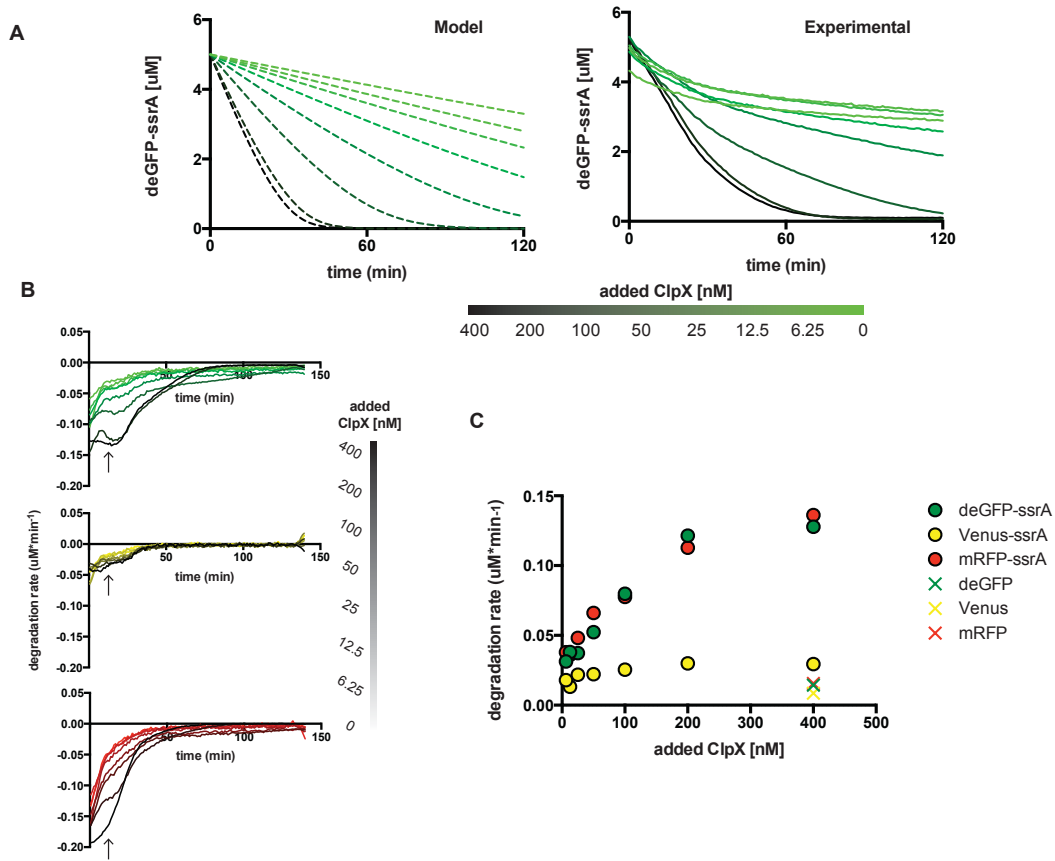 A
Model
Experimental
deGFP-ssrA [uM]
6
4
2
0
0
60
120
time (min)
deGFP-ssrA [uM]
6
4
2
0
0
60
120
time (min)
added ClpX [nM]
400
200
100
50
25
12.5
6.25
0
B
degradation rate (uM*min-1)
0.05
0.00
-0.05
-0.10
-0.15
-0.20
50
100
150
time (min)
0.05
0.00
-0.05
-0.10
-0.15
-0.20
50
100
150
time (min)
0.05
0.00
-0.05
-0.10
-0.15
-0.20
50
100
150
time (min)
added
ClpX [nM]
400
200
100
50
25
12.5
6.25
0
C
degradation rate (uM*min-1)
0.15
0.10
0.05
0.00
0
100
200
300
400
500
added ClpX [nM]
deGFP-ssrA
Venus-ssrA
mRFP-ssrA
deGFP
Venus
mRFP